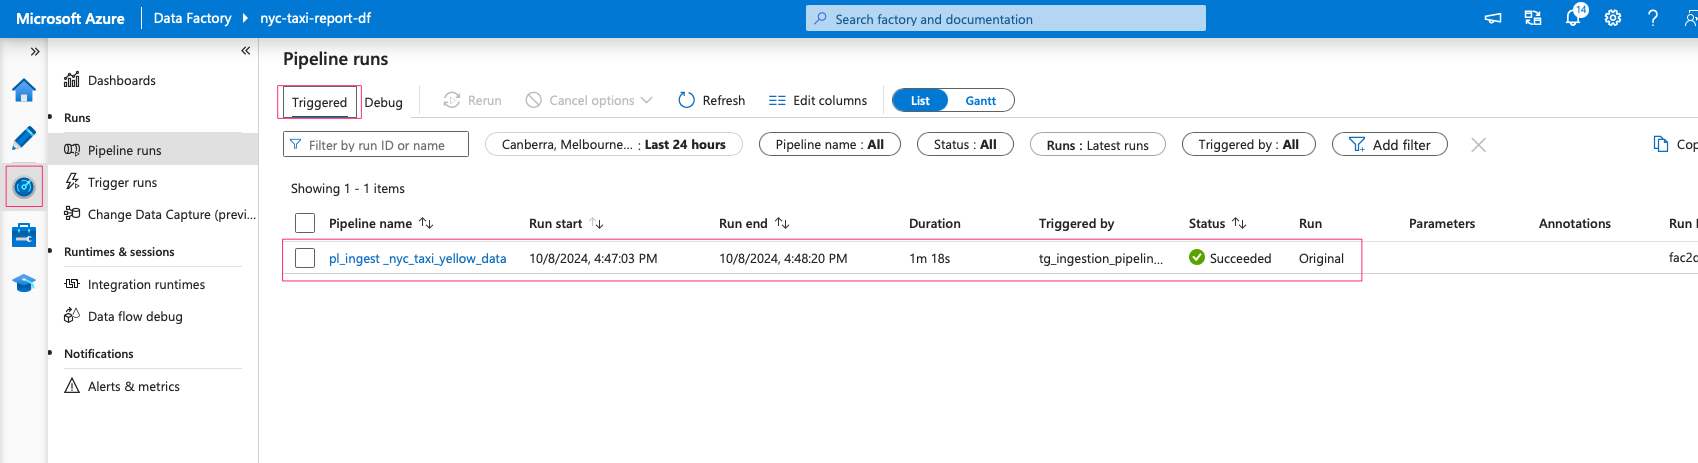 Microsoft Azure Data Factory nyc-taxi-report-df Search factory and documentation 14
Pipeline runs
Dashboards
Triggered Debug Rerun Cancel options Refresh Edit columns List Gantt
Runs
Filter by run ID or name Canberra, Melbourne... : Last 24 hours Pipeline name : All Status : All Runs : Latest runs Triggered by : All Add filter Cop
Pipeline runs
Trigger runs
Change Data Capture (previ...
Showing 1 - 1 items
Pipeline name Run start Run end Duration Triggered by Status Run Parameters Annotations Run
Runtimes & sessions
pl_ingest _nyc_taxi_yellow_data 10/8/2024, 4:47:03 PM 10/8/2024, 4:48:20 PM 1m 18s tg_ingestion_pipelin... Succeeded Original fac2
Integration runtimes
Data flow debug
Notifications
Alerts & metrics